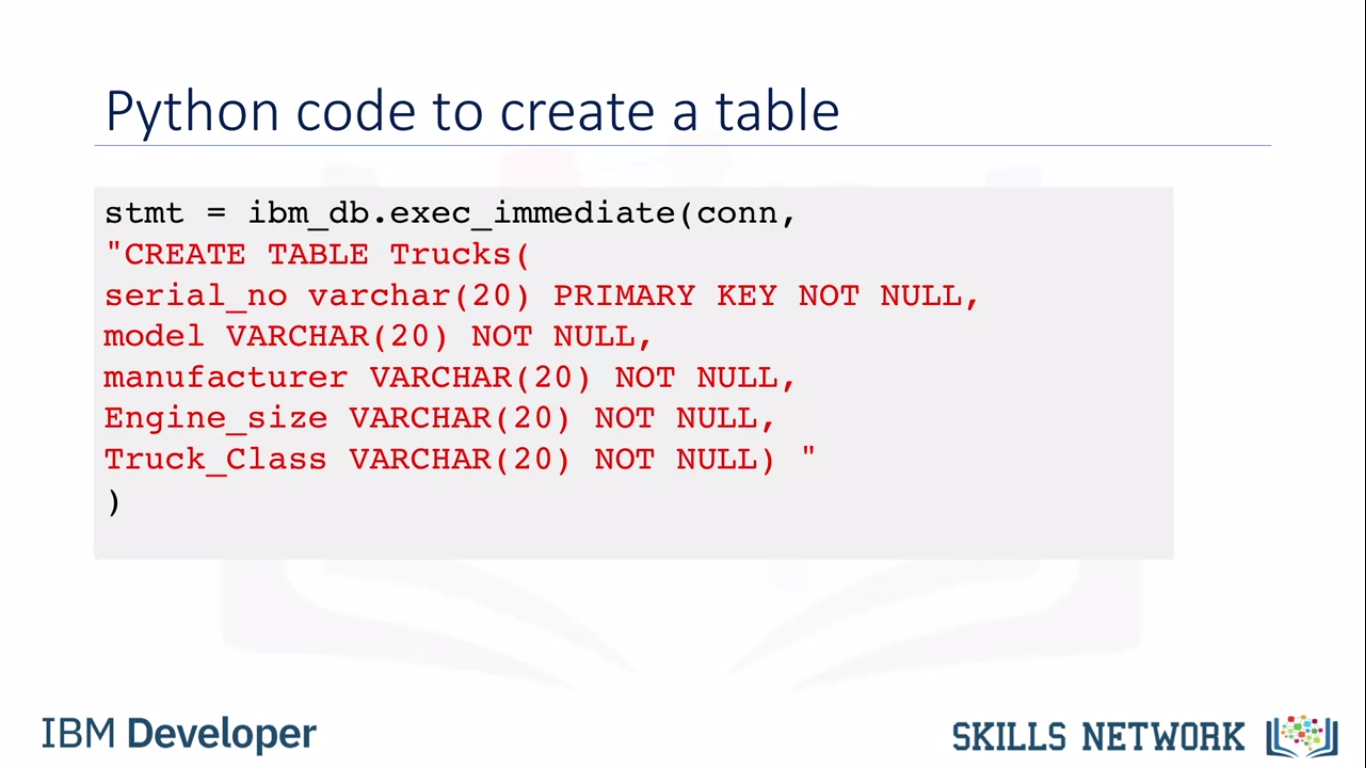 Python code to create a table
stmt = ibm_db.exec_immediate(conn,
"CREATE TABLE Trucks(
serial_no varchar(20) PRIMARY KEY NOT NULL,
model VARCHAR(20) NOT NULL,
manufacturer VARCHAR(20) NOT NULL,
Engine_size VARCHAR(20) NOT NULL,
Truck_Class VARCHAR(20) NOT NULL) "
)
IBM Developer
SKILLS NETWORK